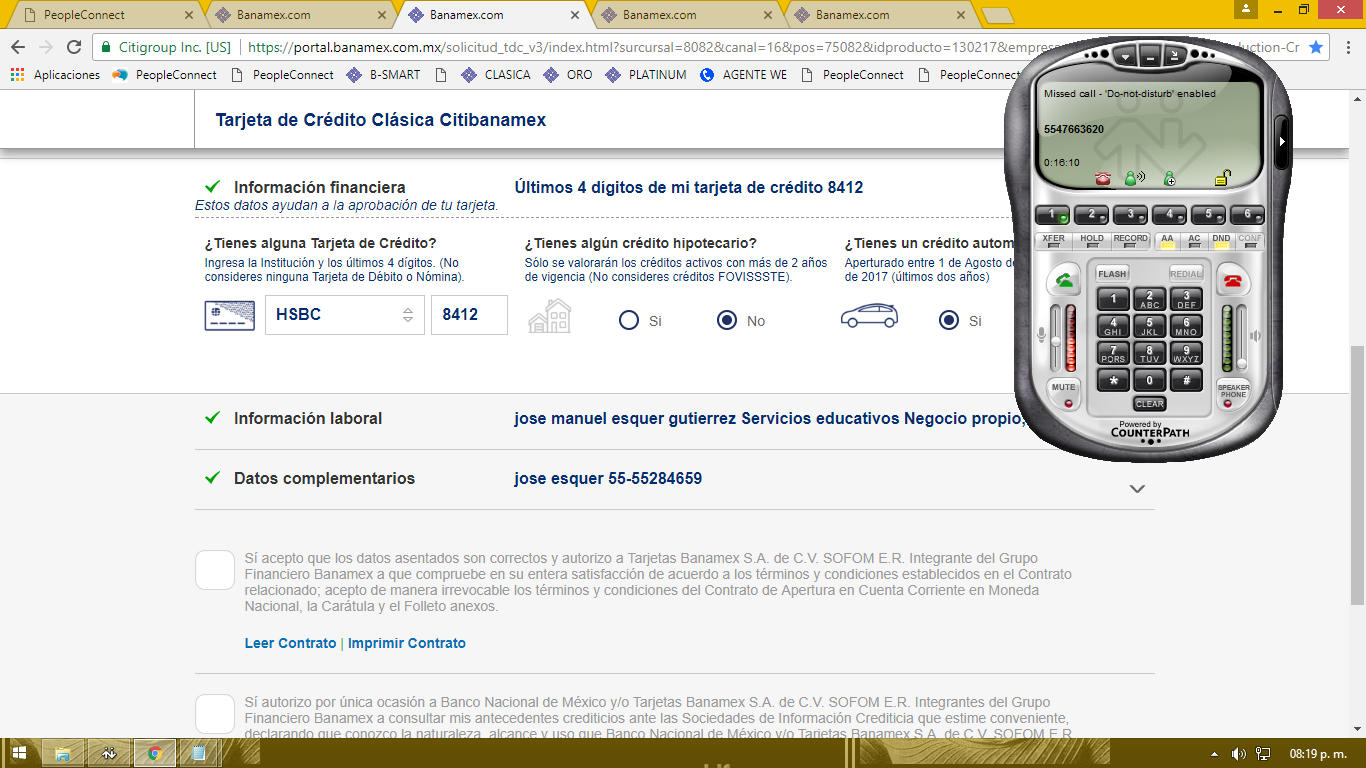 PeopleConnect
Banamex.com
Banamex.com
Banamex.com
Banamex.com
Citigroup Inc. [US]
https://portal.banamex.com.mx/solicitud_tdc_v3/index.html?sursucal=8082&canal=16&pos=75082&idproducto=130217&empres
duction-Cr
Aplicaciones
PeopleConnect
PeopleConnect
B-SMART
CLASICA
ORO
PLATINUM
AGENTE WE
PeopleConnect
PeopleConnect
Tarjeta de Crédito Clásica Citibanamex
Información financiera
Últimos 4 dígitos de mi tarjeta de crédito 8412
Estos datos ayudan a la aprobación de tu tarjeta.
¿Tienes alguna Tarjeta de Crédito?
Ingresa la Institución y los últimos 4 dígitos. (No
consideres ninguna Tarjeta de Débito o Nómina).
HSBC
8412
¿Tienes algún crédito hipotecario?
Sólo se valorarán los créditos activos con más de 2 años
de vigencia (No consideres créditos FOVISSSTE).
Si
No
¿Tienes un crédito autom
Aperturado entre 1 de Agosto d
de 2017 (últimos dos años)
Si
Información laboral
jose manuel esquer gutierrez Servicios educativos Negocio propio,
Datos complementarios
jose esquer 55-55284659
Sí acepto que los datos asentados son correctos y autorizo a Tarjetas Banamex S.A. de C.V. SOFOM E.R. Integrante del Grupo
Financiero Banamex a que compruebe en su entera satisfacción de acuerdo a los términos y condiciones establecidos en el Contrato
relacionado; acepto de manera irrevocable los términos y condiciones del Contrato de Apertura en Cuenta Corriente en Moneda
Nacional, la Carátula y el Folleto anexos.
Leer Contrato | Imprimir Contrato
Sí autorizo por única ocasión a Banco Nacional de México y/o Tarjetas Banamex S.A. de C.V. SOFOM E.R. Integrantes del Grupo
Financiero Banamex a consultar mis antecedentes crediticios ante las Sociedades de Información Crediticia que estime conveniente,
declarando que conozco la naturaleza, alcance y uso que Banco Nacional de México y/o Tarjetas Banamex S.A. de C.V. SOFOM E.R.
Missed call - 'Do-not-disturb' enabled
5547663620
0:16:10
1 2 3 4 5 6
XFER HOLD RECORD AA AC DND CONF
FLASH REDIAL
1 2 ABC 3 DEF
4 GHI 5 JKL 6 MNO
7 PQRS 8 TUV 9 WXYZ
* 0 #
MUTE
SPEAKER
PHONE
CLEAR
Powered by
COUNTERPATH
08:19 p. m.